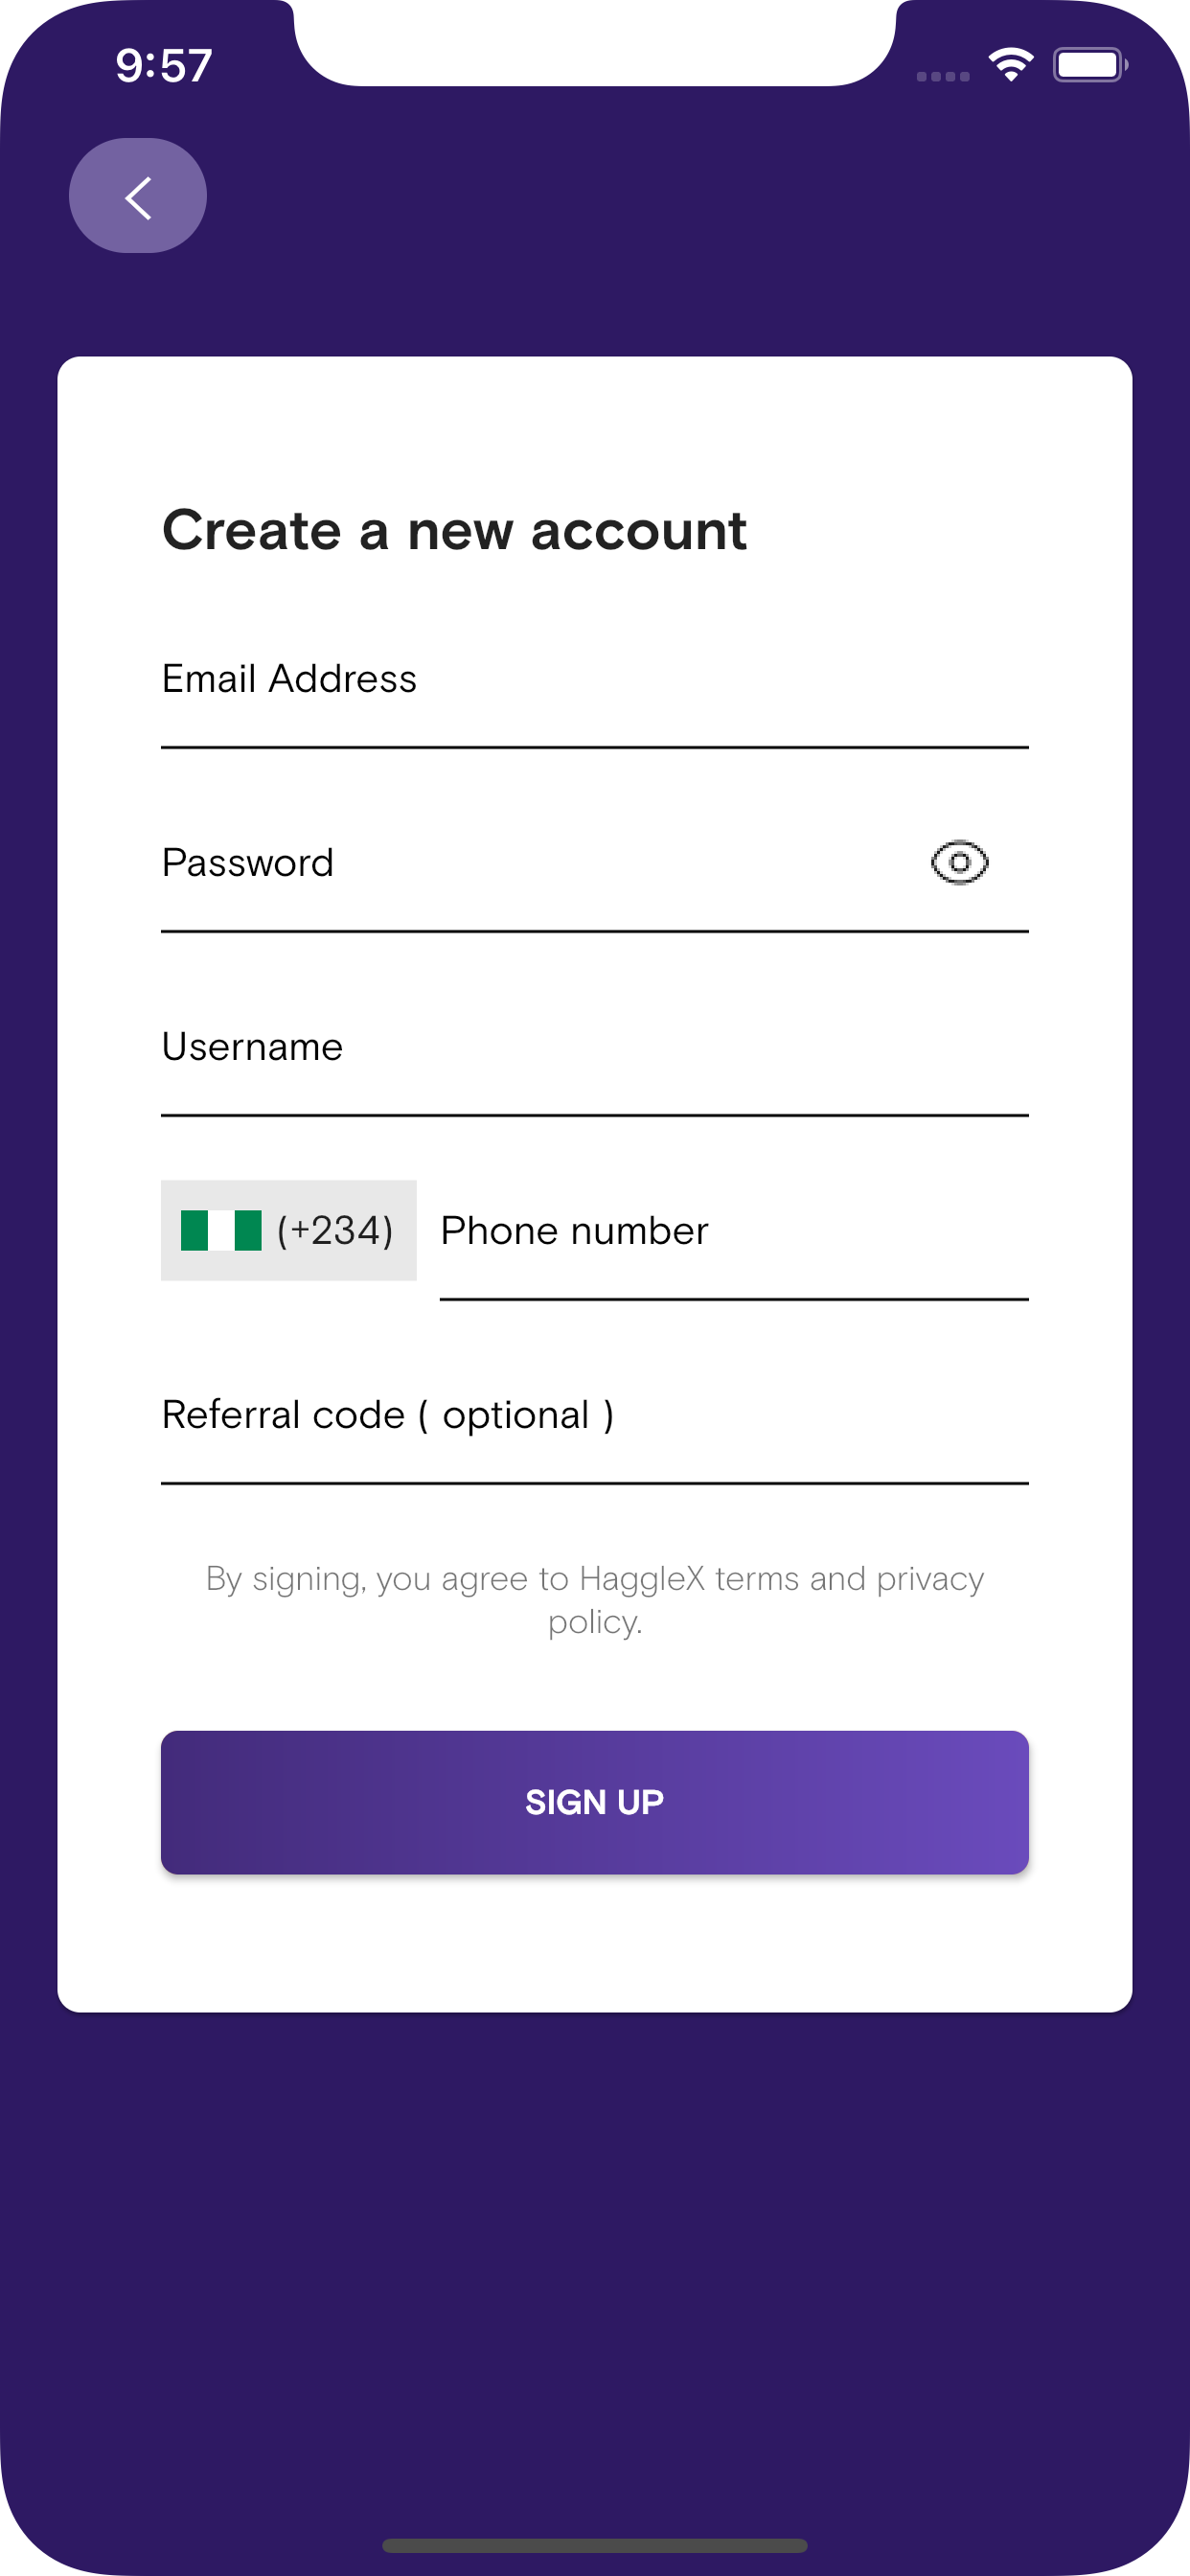 9:57
Create a new account
Email Address
Password
Username
(+234) Phone number
Referral code ( optional )
By signing, you agree to HaggleX terms and privacy
policy.
SIGN UP